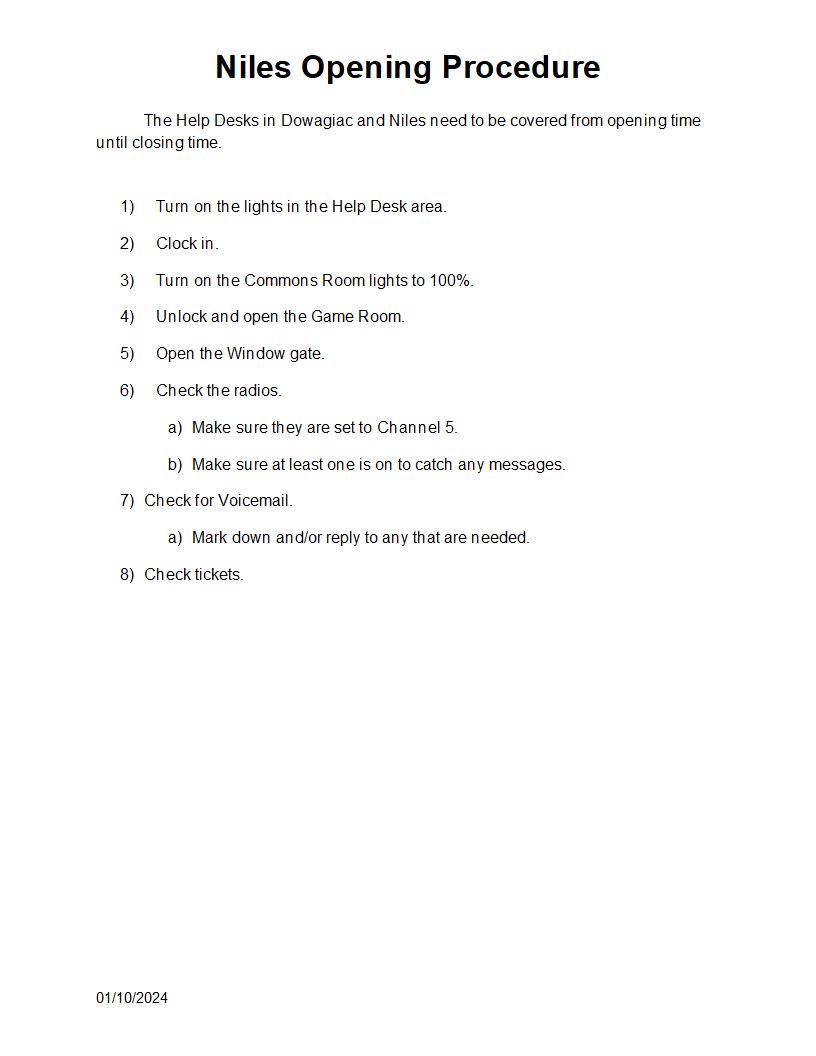 Niles Opening Procedure
The Help Desks in Dowagiac and Niles need to be covered from opening time
until closing time.
1) Turn on the lights in the Help Desk area.
2) Clock in.
3) Turn on the Commons Room lights to 100%.
4) Unlock and open the Game Room.
5) Open the Window gate.
6) Check the radios.
a) Make sure they are set to Channel 5.
b) Make sure at least one is on to catch any messages.
7) Check for Voicemail.
a) Mark down and/or reply to any that are needed.
8) Check tickets.
01/10/2024